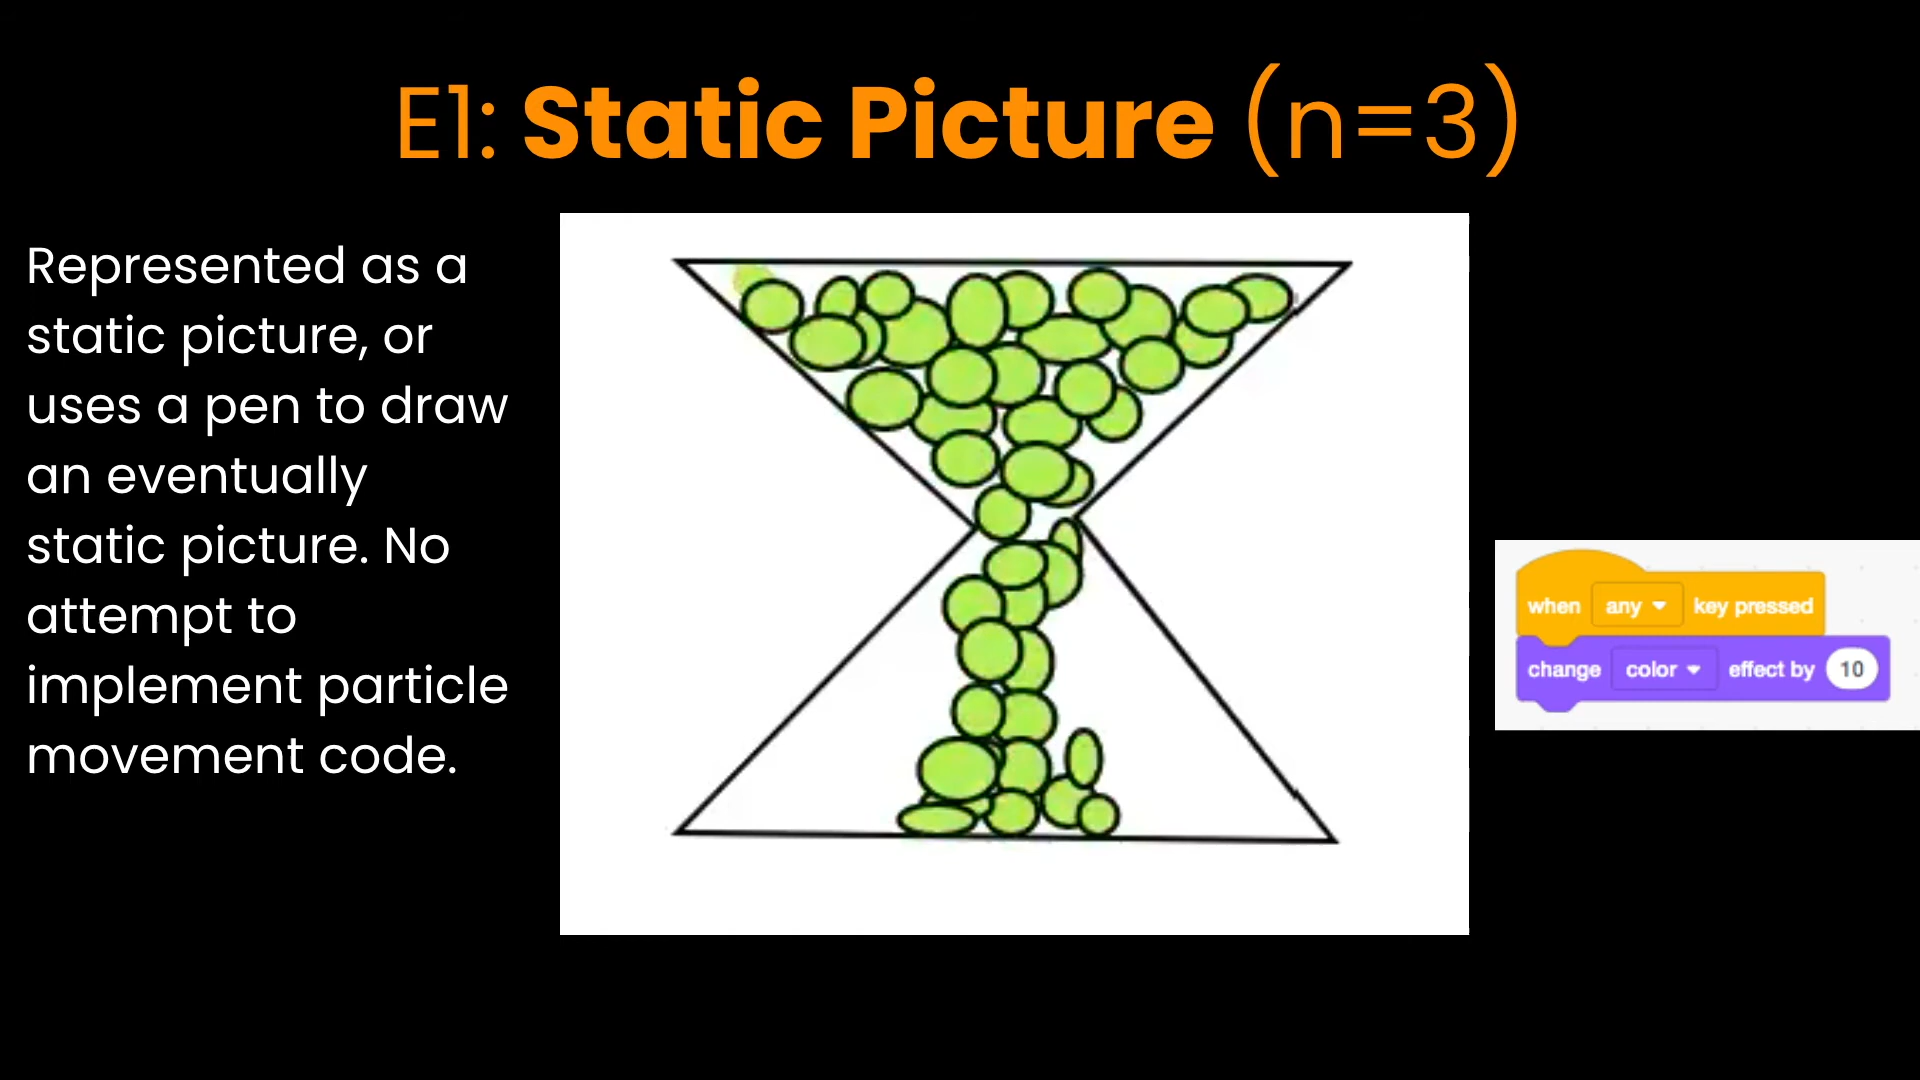 E1: Static Picture (n=3)
Represented as a
static picture, or
uses a pen to draw
an eventually
static picture. No
attempt to
implement particle
movement code.
when any key pressed
change color effect by 10